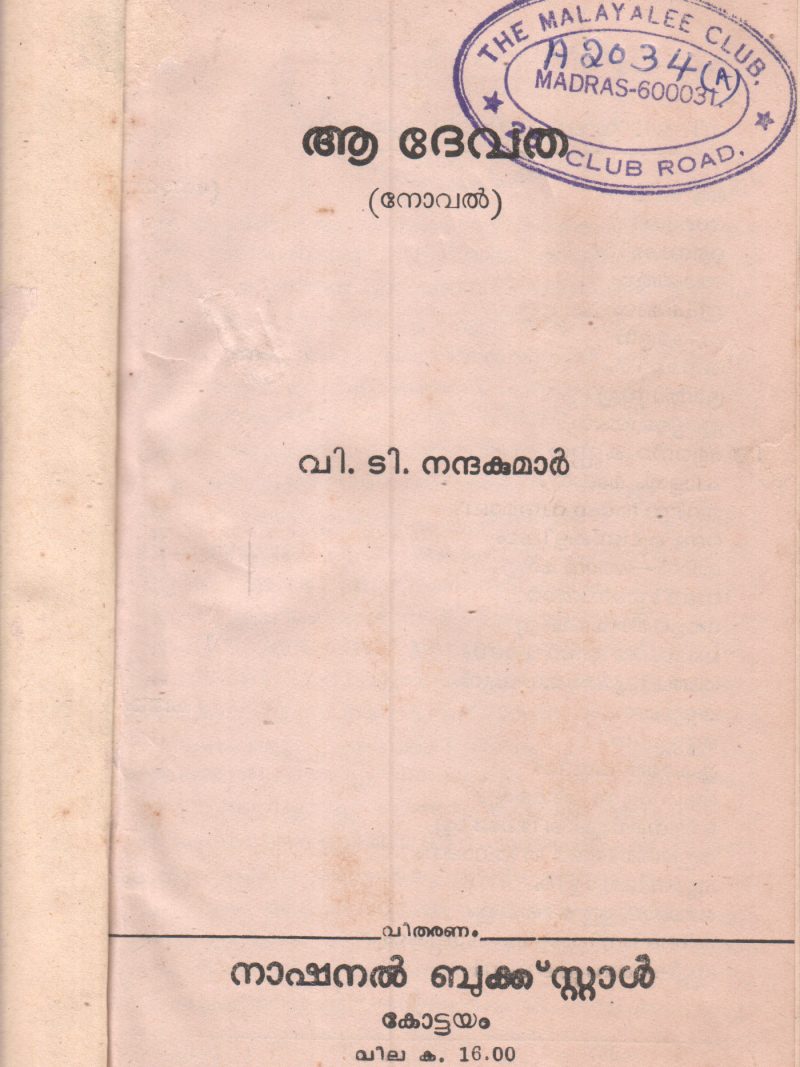 THE MALAYALEE CLUB,
A 2034(A)
MADRAS-600031.
CLUB ROAD.
ആ ദേവത
(നോവൽ)
വി. ടി. നന്ദകുമാർ
വിതരണം
നാഷനൽ ബുക്ക്സ്റ്റാൾ
കോട്ടയം
വില ക. 16.00